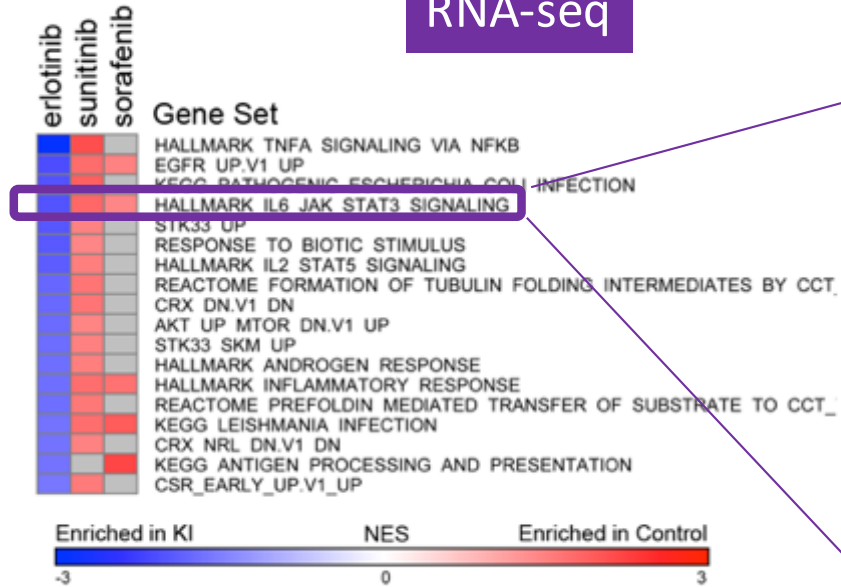 RNA-seq
erlotinib
sunitinib
sorafenib
Gene Set
HALLMARK TNFA SIGNALING VIA NFKB
EGFR UP.V1 UP
KEGG PATHOGENIC ESCHERICHIA COLI INFECTION
HALLMARK IL6 JAK STAT3 SIGNALING
STK33 UP
RESPONSE TO BIOTIC STIMULUS
HALLMARK IL2 STAT5 SIGNALING
REACTOME FORMATION OF TUBULIN FOLDING INTERMEDIATES BY CCT_
CRX DN.V1 DN
AKT UP MTOR DN.V1 UP
STK33 SKM UP
HALLMARK ANDROGEN RESPONSE
HALLMARK INFLAMMATORY RESPONSE
REACTOME PREFOLDIN MEDIATED TRANSFER OF SUBSTRATE TO CCT_
KEGG LEISHMANIA INFECTION
CRX NRL DN.V1 DN
KEGG ANTIGEN PROCESSING AND PRESENTATION
CSR_EARLY_UP.V1_UP
Enriched in KI NES Enriched in Control
-3 0 3